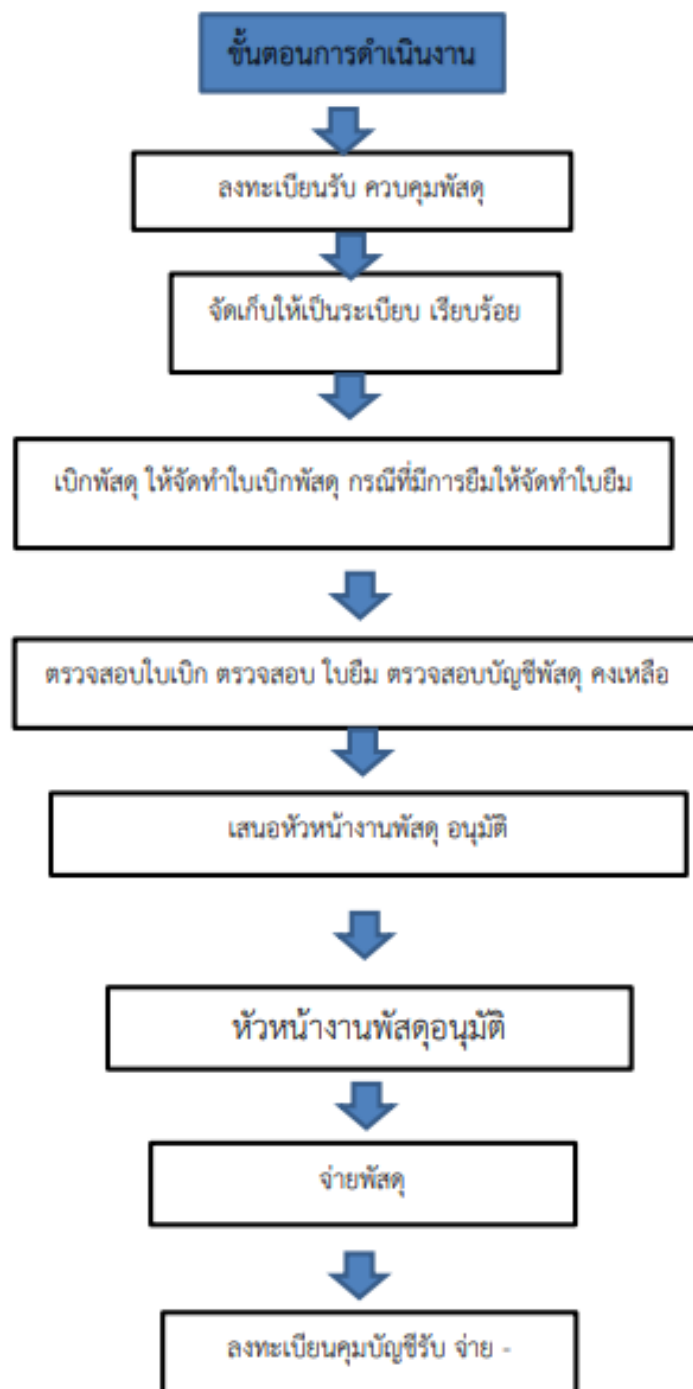 ขั้นตอนการดำเนินงาน
ลงทะเบียนรับ ควบคุมพัสดุ
จัดเก็บให้เป็นระเบียบ เรียบร้อย
เบิกพัสดุ ให้จัดทำใบเบิกพัสดุ กรณีที่มีการยืมให้จัดทำใบยืม
ตรวจสอบใบเบิก ตรวจสอบ ใบยืม ตรวจสอบบัญชีพัสดุ คงเหลือ
เสนอหัวหน้างานพัสดุ อนุมัติ
หัวหน้างานพัสดุอนุมัติ
จ่ายพัสดุ
ลงทะเบียนคุมบัญชีรับ จ่าย -